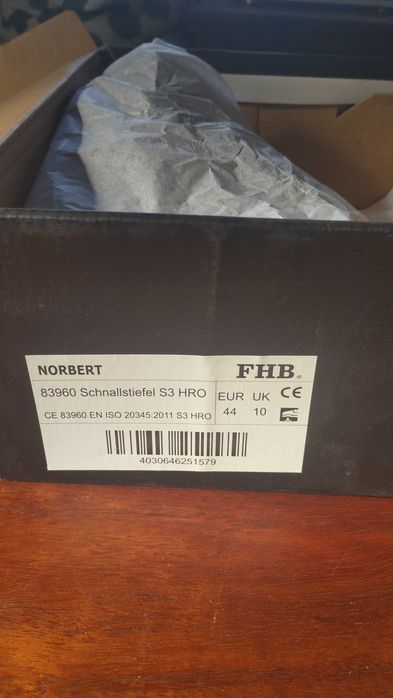 NORBERT FHB®
83960 Schnallstiefel S3 HRO EUR UK CE
CE 83960 EN ISO 20345:2011 S3 HRO 44 10
4030646251579